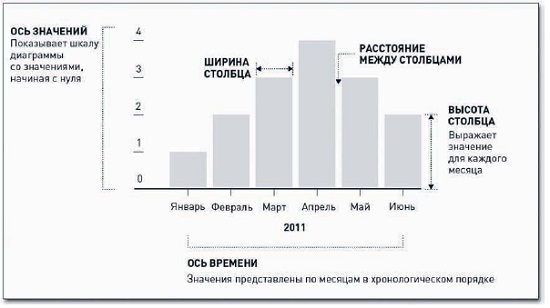 ОСЬ ЗНАЧЕНИЙ
Показывает шкалу
диаграммы
со значениями,
начиная с нуля
4
3
2
1
0
ШИРИНА
СТОЛБЦА
РАССТОЯНИЕ
МЕЖДУ СТОЛБЦАМИ
ВЫСОТА
СТОЛБЦА
Выражает
значение
для каждого
месяца
Январь Февраль Март Апрель Май Июнь
2011
ОСЬ ВРЕМЕНИ
Значения представлены по месяцам в хронологическом порядке